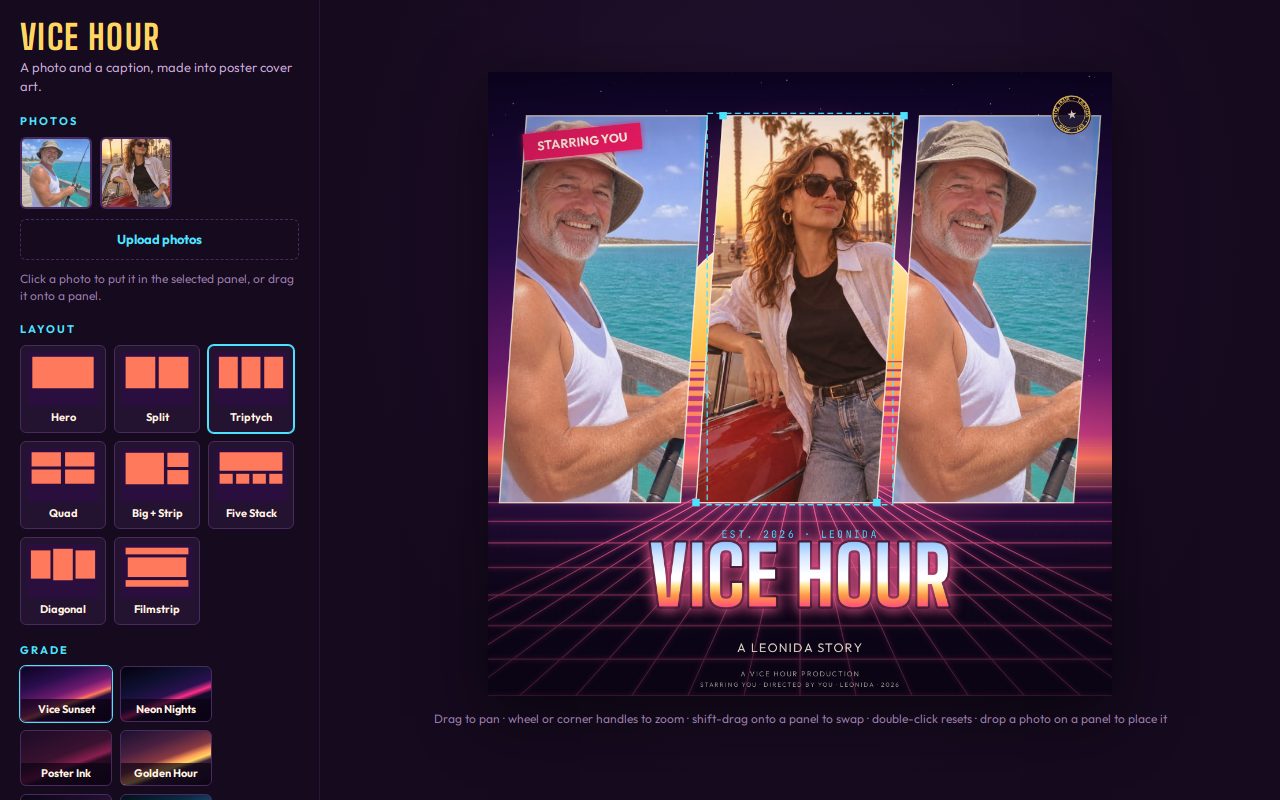 VICE HOUR
A photo and a caption, made into poster cover
art.
PHOTOS
Upload photos
Click a photo to put it in the selected panel, or drag
it onto a panel.
LAYOUT
Hero
Split
Triptych
Quad
Big + Strip
Five Stack
Diagonal
Filmstrip
GRADE
Vice Sunset
Neon Nights
Poster Ink
Golden Hour
STARRING YOU
EST. 2026 · LEONIDA
VICE HOUR
A LEONIDA STORY
A VICE HOUR PRODUCTION
STARRING YOU · DIRECTED BY YOU · LEONIDA · 2026
Drag to pan · wheel or corner handles to zoom · shift-drag onto a panel to swap · double-click resets · drop a photo on a panel to place it